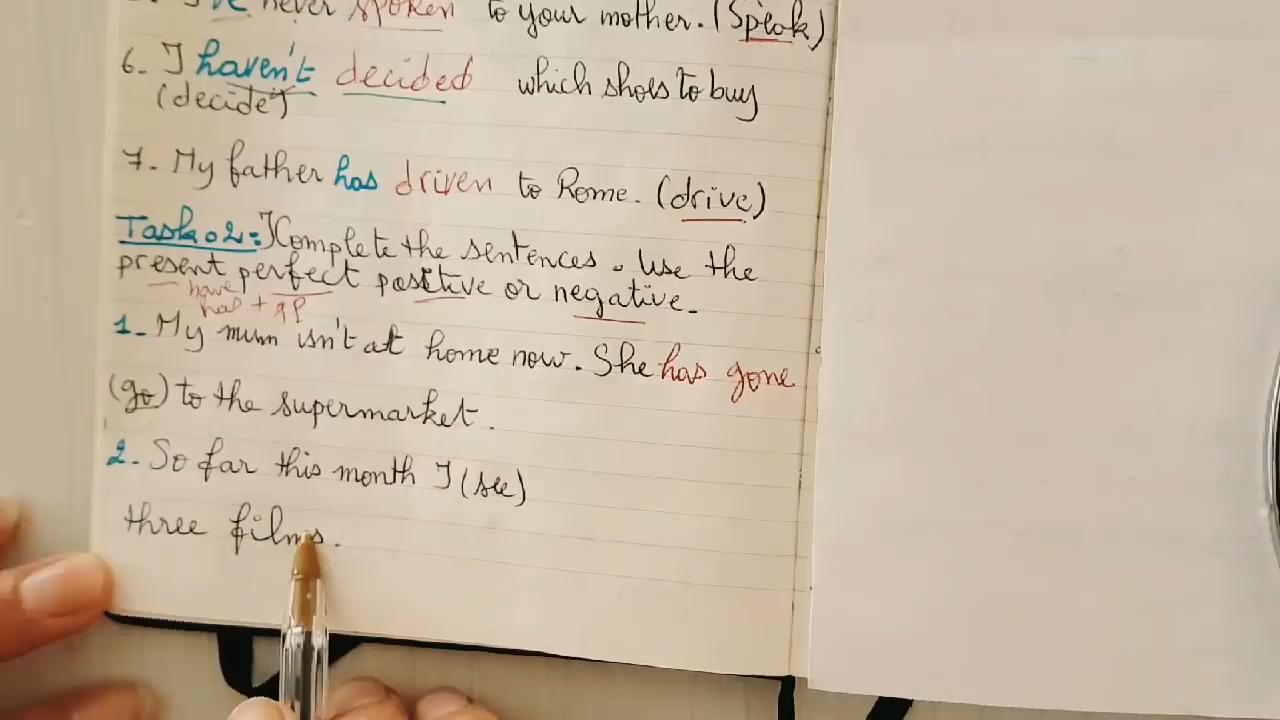 've never spoken to your mother. (Speak)
6- I haven't decided which shoes to buy
(decide)
7- My father has driven to Rome. (drive)
Task 02: Complete the sentences. Use the
present perfect positive or negative.
have
has + pp
1- My mum isn't at home now. She has gone
(go) to the supermarket.
2- So far this month I (see)
three films.